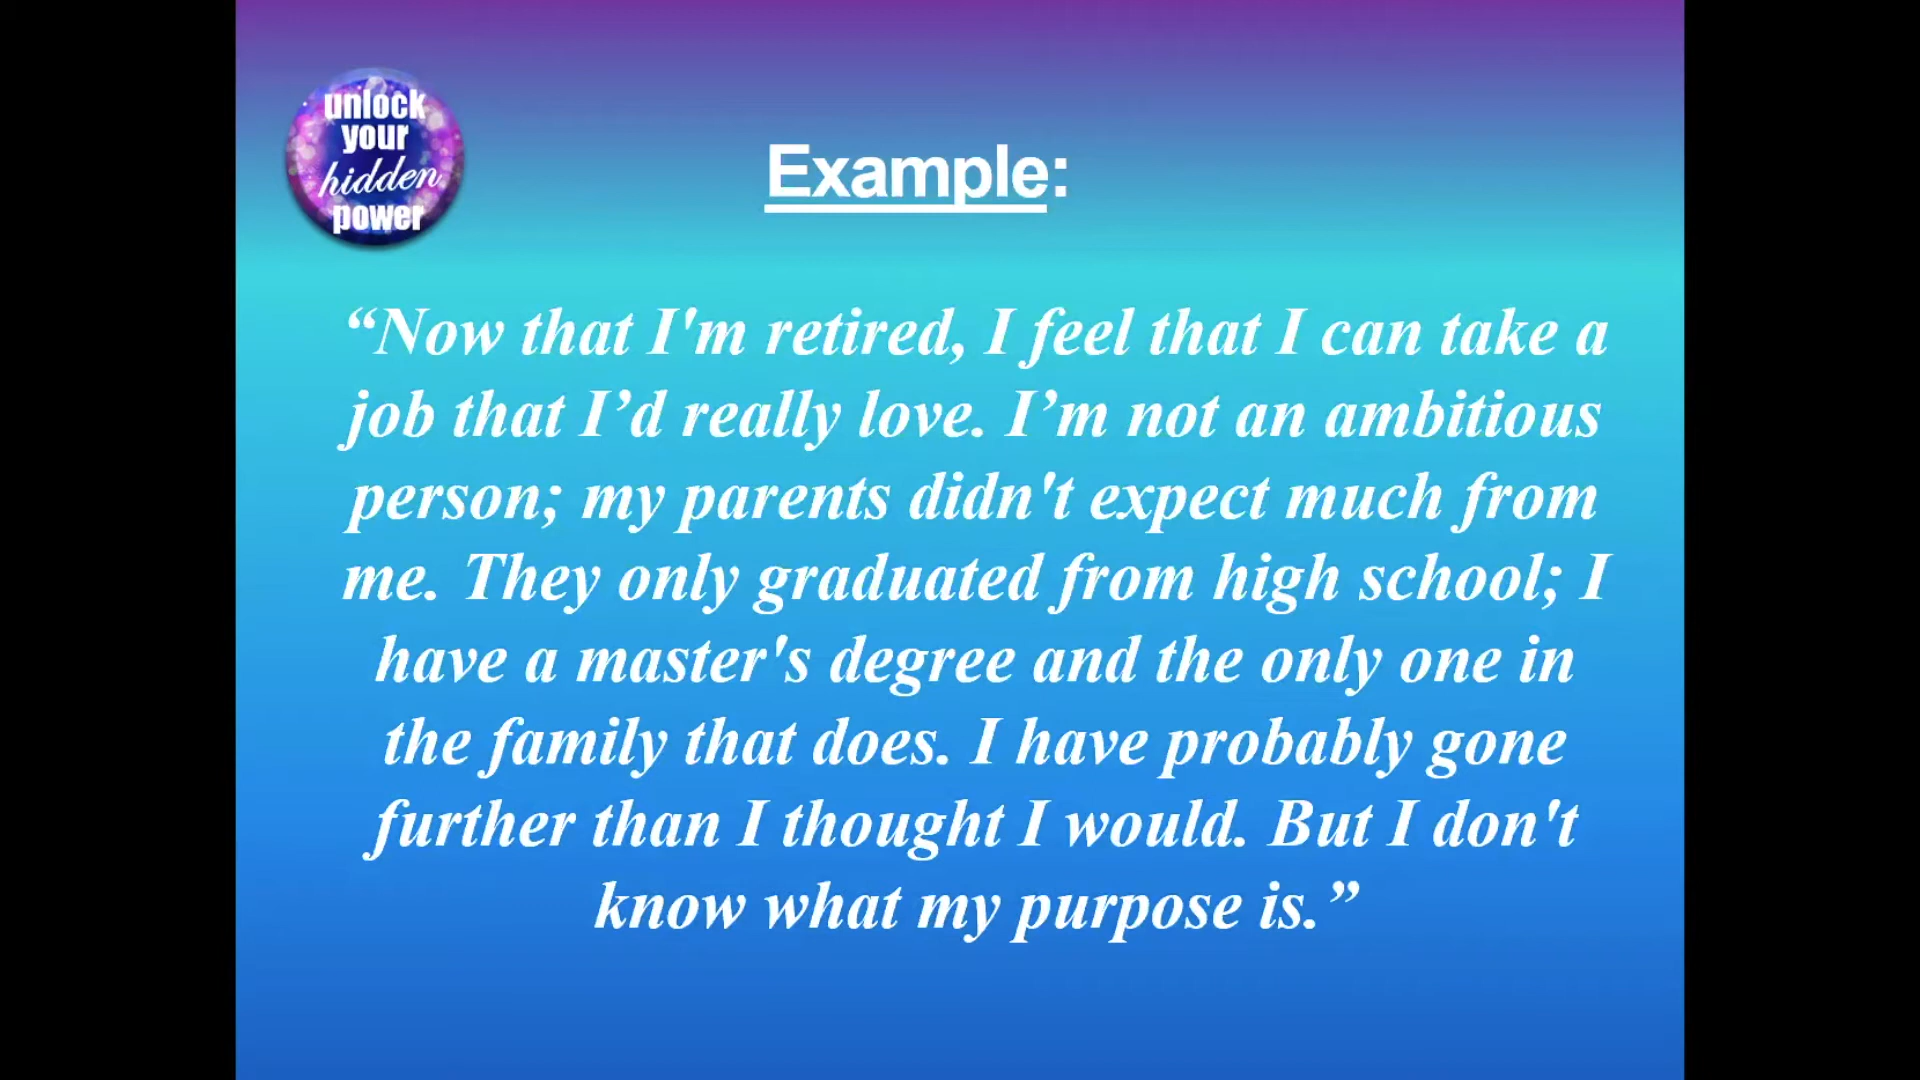 unlock
your
hidden
power
Example:
“Now that I'm retired, I feel that I can take a
job that I’d really love. I’m not an ambitious
person; my parents didn't expect much from
me. They only graduated from high school; I
have a master's degree and the only one in
the family that does. I have probably gone
further than I thought I would. But I don't
know what my purpose is.”